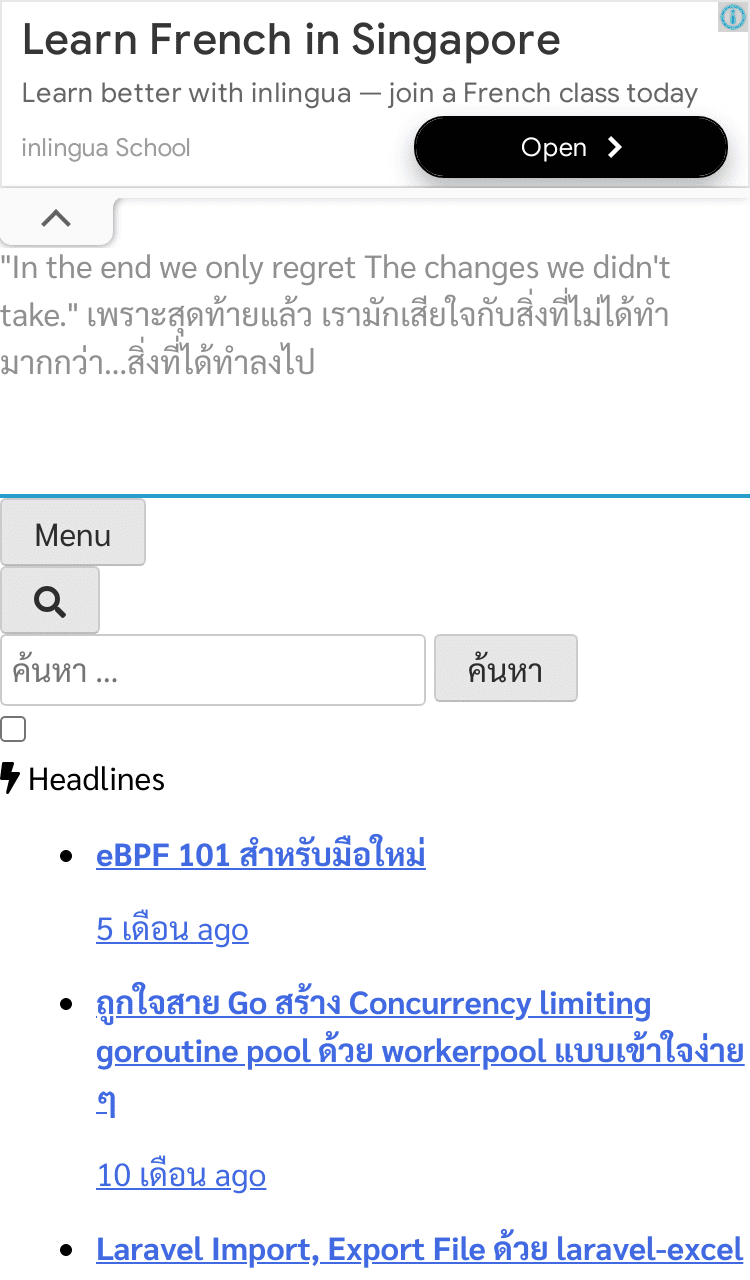 Learn French in Singapore
Learn better with inlingua — join a French class today
inlingua School
Open
"In the end we only regret The changes we didn't
take." เพราะสุดท้ายแล้ว เรามักเสียใจกับสิ่งที่ไม่ได้ทำ
มากกว่า...สิ่งที่ได้ทำลงไป
Menu
ค้นหา ...
ค้นหา
Headlines
eBPF 101 สำหรับมือใหม่
5 เดือน ago
ถูกใจสาย Go สร้าง Concurrency limiting
goroutine pool ด้วย workerpool แบบเข้าใจง่าย
ๆ
10 เดือน ago
Laravel Import, Export File ด้วย laravel-excel